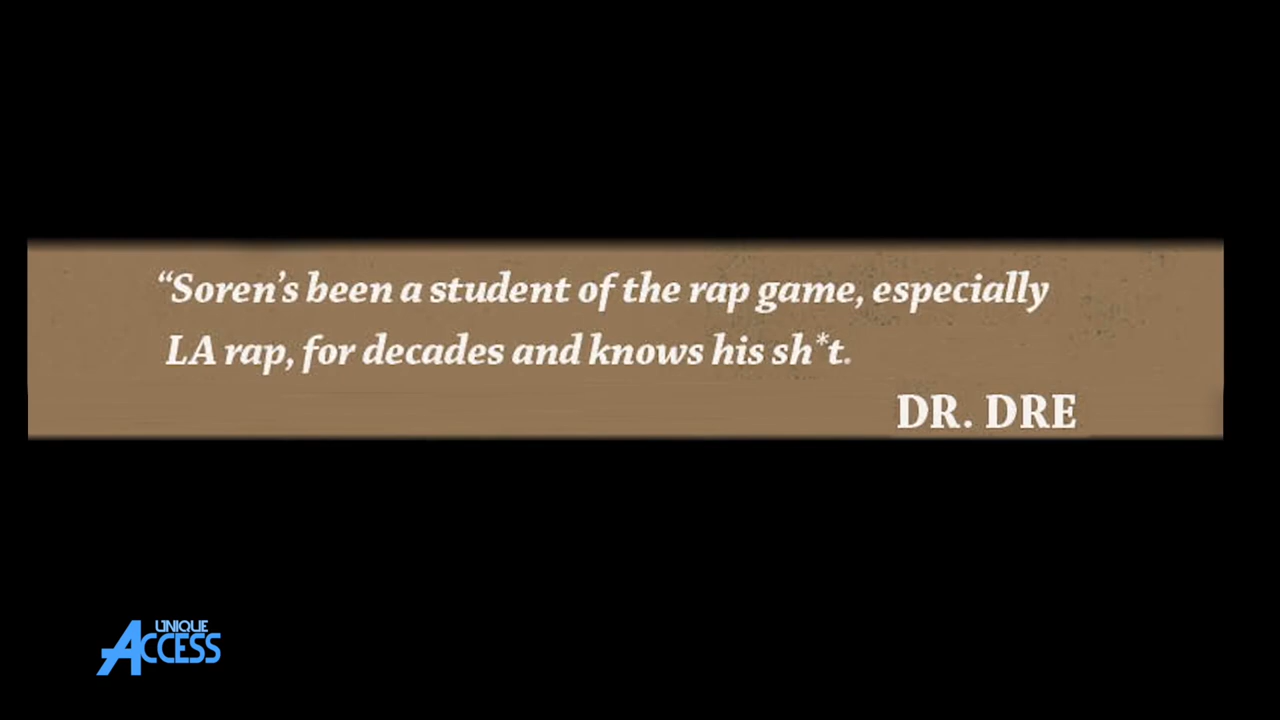 “Soren’s been a student of the rap game, especially
LA rap, for decades and knows his sh*t.
DR. DRE
UNIQUE
ACCESS